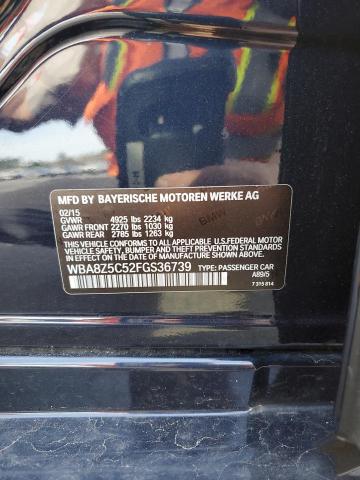 MFD BY BAYERISCHE MOTOREN WERKE AG
02/15
GVWR 4925 lbs 2234 kg
GAWR FRONT 2270 lbs 1030 kg
GAWR REAR 2785 lbs 1263 kg
THIS VEHICLE CONFORMS TO ALL APPLICABLE U.S.FEDERAL MOTOR
VEHICLE SAFETY, BUMPER AND THEFT PREVENTION STANDARDS
IN EFFECT ON THE DATE OF MANUFACTURE SHOWN ABOVE.
WBA8Z5C52FGS36739 TYPE: PASSENGER CAR
A89/5
7 315 814